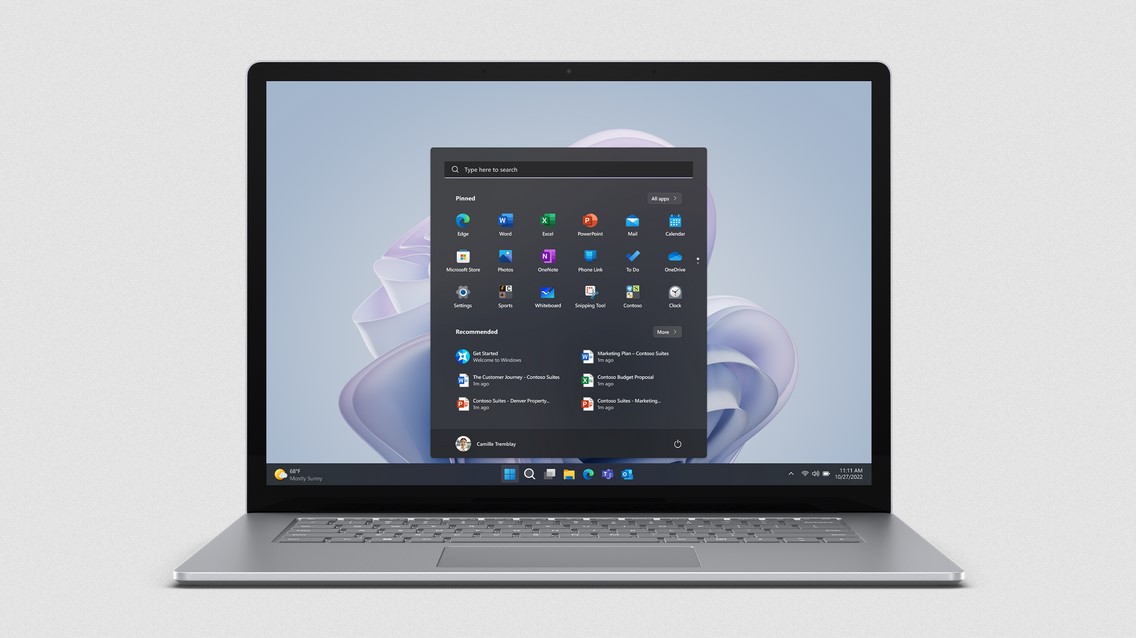 Type here to search
Pinned
All apps
Edge
Word
Excel
PowerPoint
Mail
Calendar
Microsoft Store
Photos
OneNote
Phone Link
To Do
OneDrive
Settings
Sports
Whiteboard
Snipping Tool
Contoso
Clock
Recommended
More
Get Started
Welcome to Windows
Marketing Plan – Contoso Suites
1m ago
The Customer Journey - Contoso Suites
1m ago
Contoso Budget Proposal
1m ago
Contoso Suites - Denver Property...
1m ago
Contoso Suites - Marketing...
1m ago
Camille Tremblay
68°F
Mostly Sunny
11:11 AM
10/27/2022